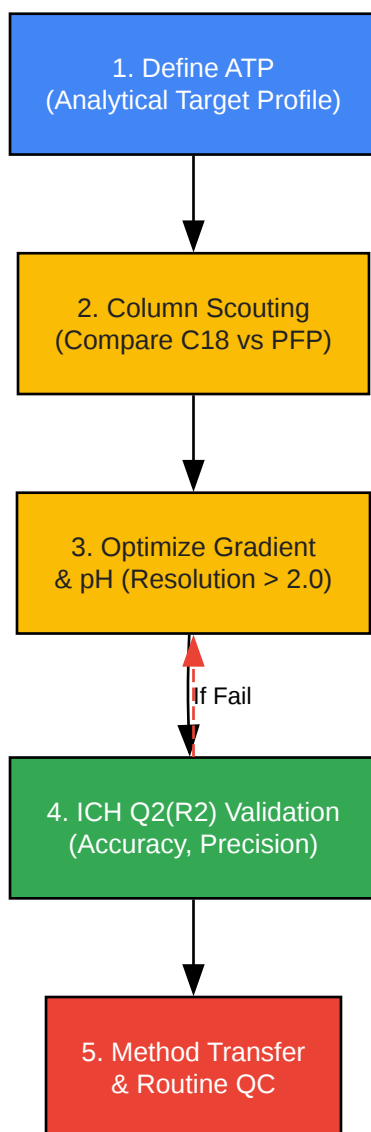 1. Define ATP
(Analytical Target Profile)
2. Column Scouting
(Compare C18 vs PFP)
3. Optimize Gradient
& pH (Resolution > 2.0)
If Fail
4. ICH Q2(R2) Validation
(Accuracy, Precision)
5. Method Transfer
& Routine QC